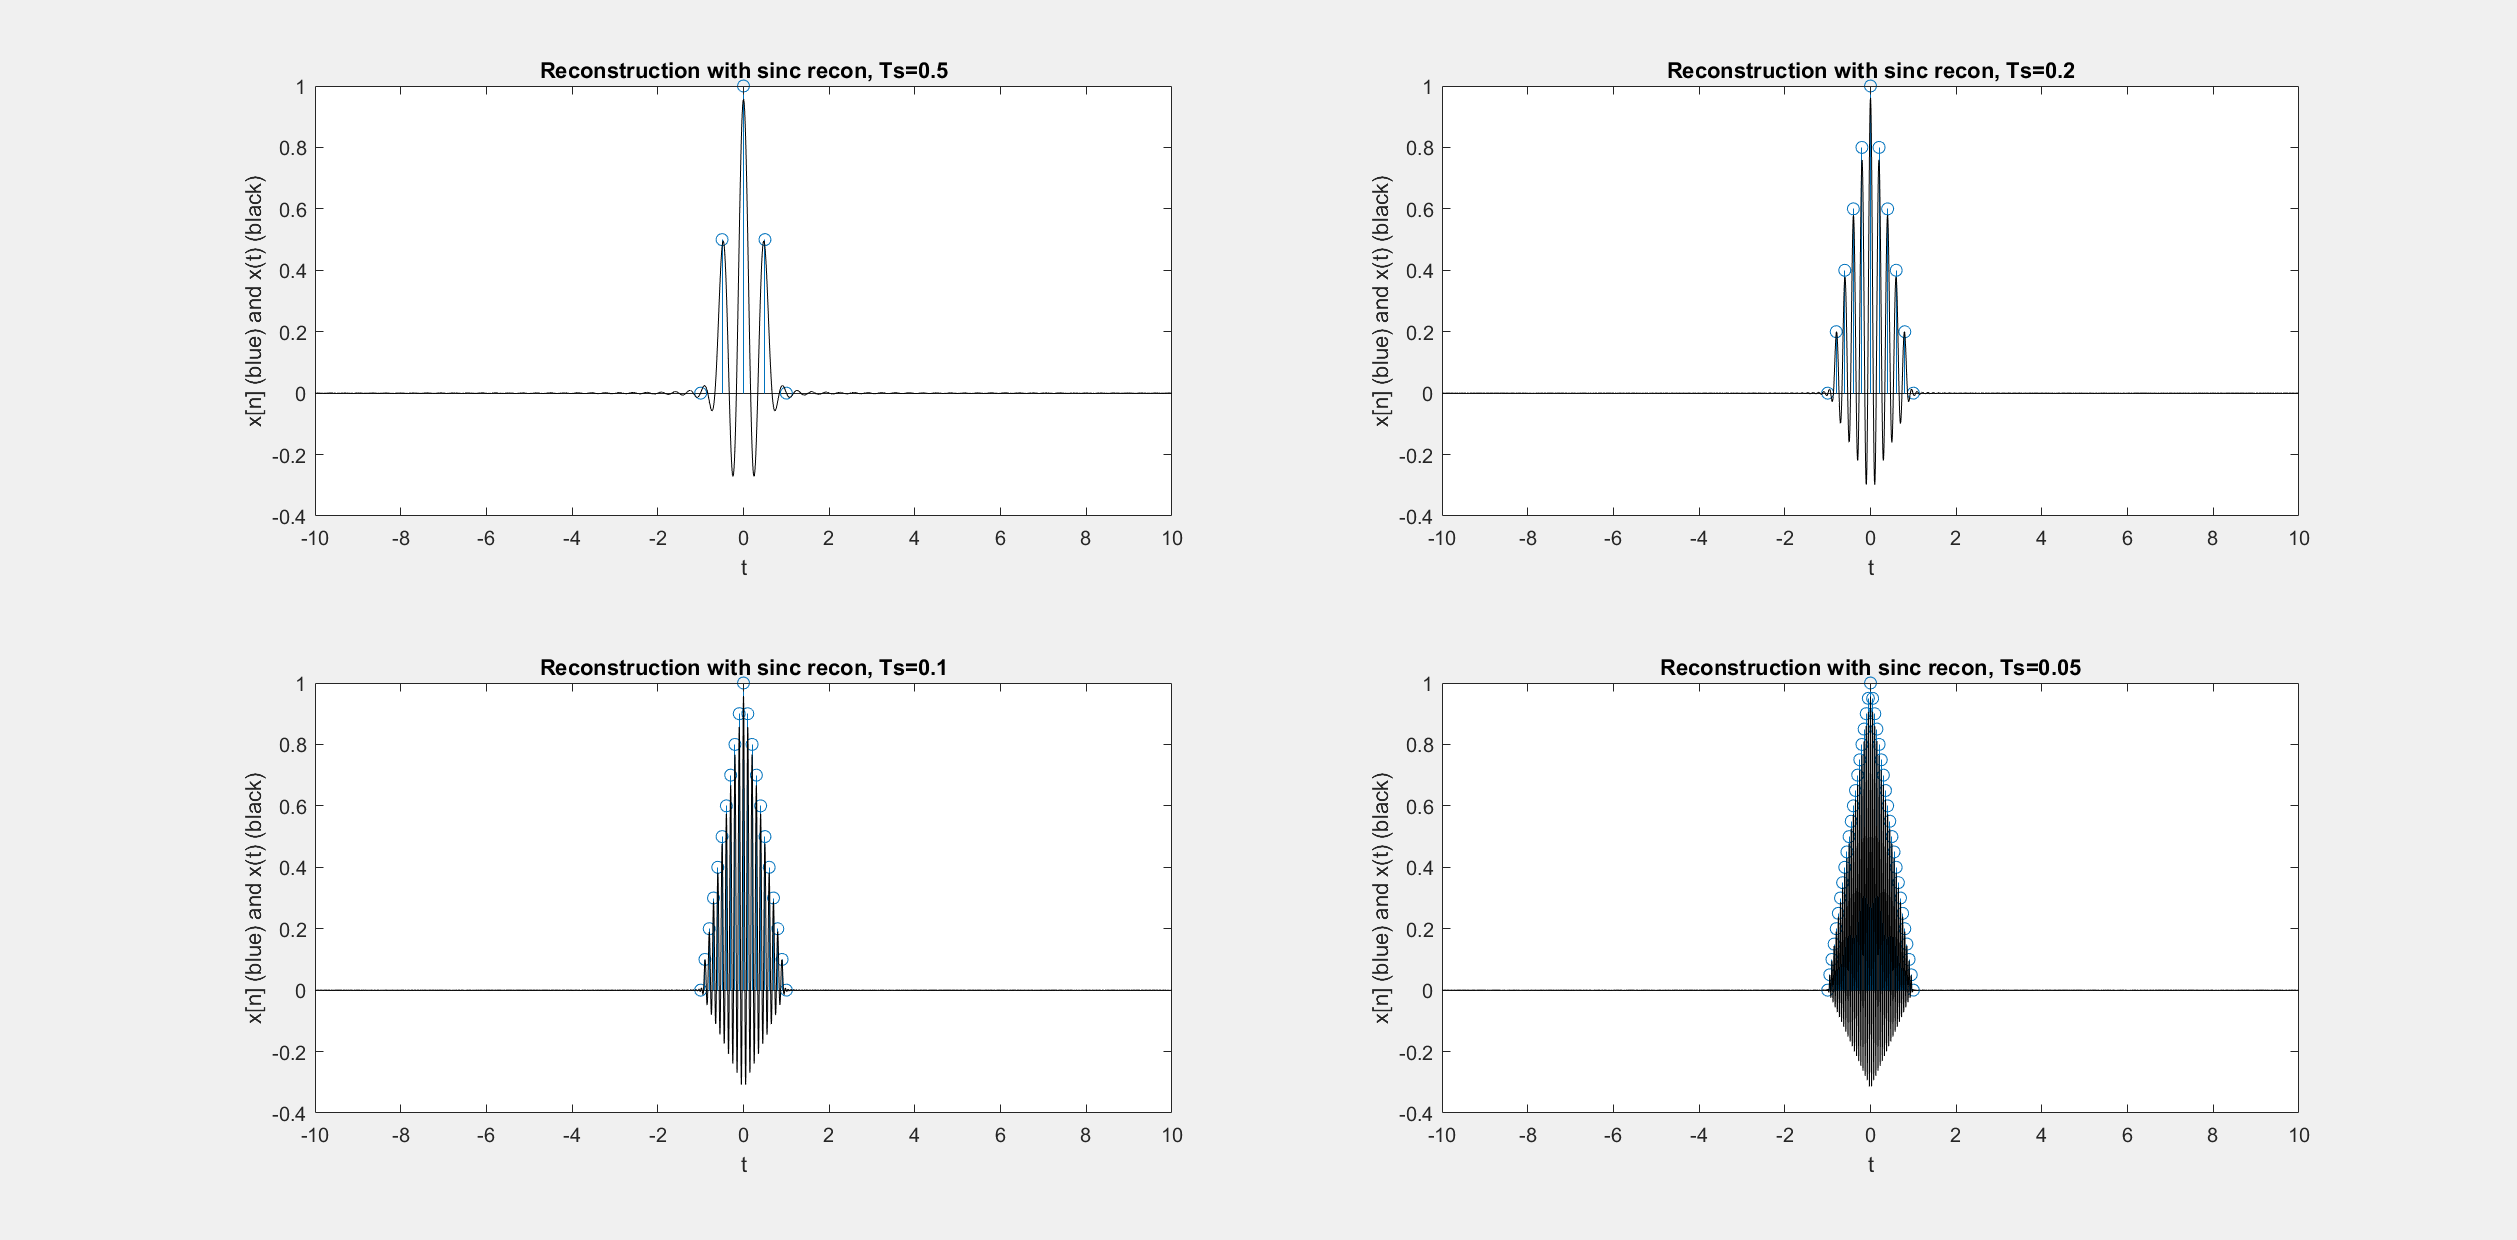 Reconstruction with sinc recon, Ts=0.5
1
0.8
0.6
0.4
0.2
0
-0.2
-0.4
x[n] (blue) and x(t) (black)
-10 -8 -6 -4 -2 0 2 4 6 8 10
t
Reconstruction with sinc recon, Ts=0.2
1
0.8
0.6
0.4
0.2
0
-0.2
-0.4
x[n] (blue) and x(t) (black)
-10 -8 -6 -4 -2 0 2 4 6 8 10
t
Reconstruction with sinc recon, Ts=0.1
1
0.8
0.6
0.4
0.2
0
-0.2
-0.4
x[n] (blue) and x(t) (black)
-10 -8 -6 -4 -2 0 2 4 6 8 10
t
Reconstruction with sinc recon, Ts=0.05
1
0.8
0.6
0.4
0.2
0
-0.2
-0.4
x[n] (blue) and x(t) (black)
-10 -8 -6 -4 -2 0 2 4 6 8 10
t